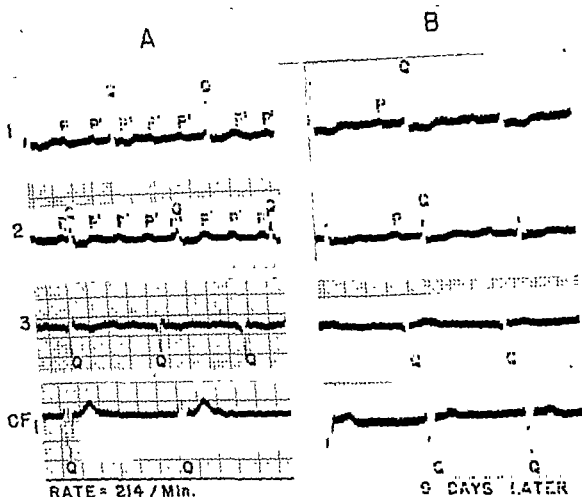 A B
Q Q Q
P P' P' P' P' P' P' P
1
Q Q Q Q
P' P' P' P' P' P' P
2
3
Q Q Q Q Q
CF1
Q Q Q Q
RATE = 214 / Min. 9 DAYS LATER